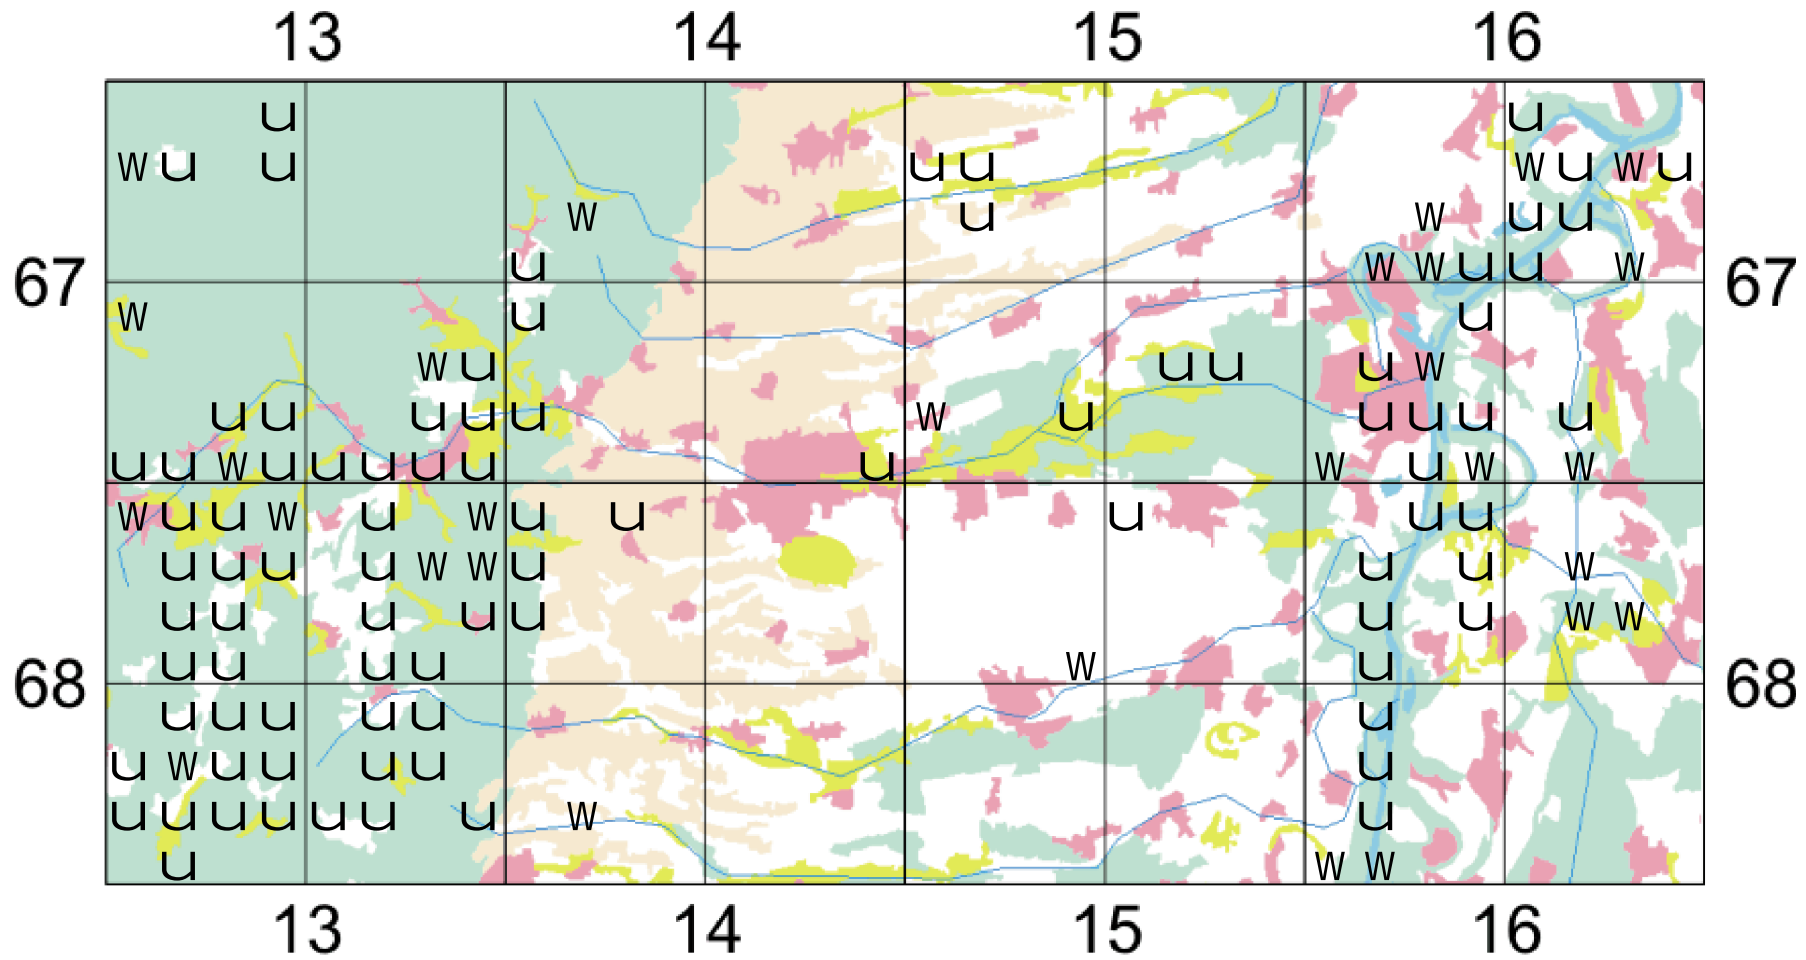 13 14 15 16
u u
w u u u u w u w u
w u w u u
67 u w w u u w 67
w u u
w u u u u w
u u u u u w u u u u u
u u w u u u u u u w u w w
w u u w u w u u u u u
u u u u w w u u u w
u u u u u u u w w
68 u u u u w u 68
u u u u u u
u w u u u u u
u u u u u u u w u
u w w
13 14 15 16